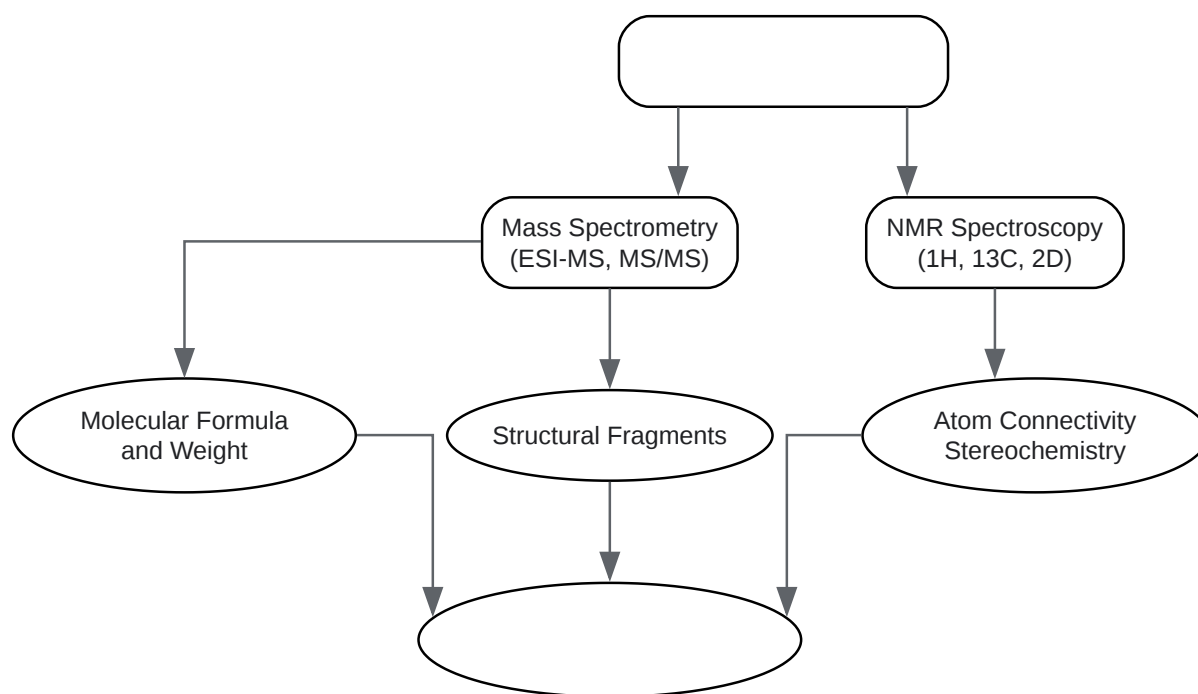 Mass Spectrometry
(ESI-MS, MS/MS)
NMR Spectroscopy
(1H, 13C, 2D)
Molecular Formula
and Weight
Structural Fragments
Atom Connectivity
Stereochemistry